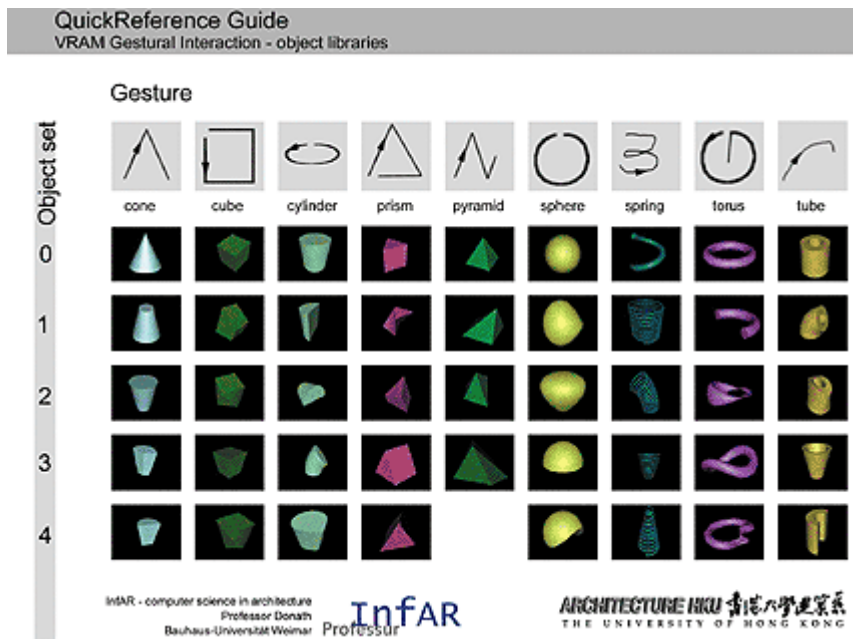 QuickReference Guide
VRAM Gestural Interaction - object libraries
Gesture
Object set
cone cube cylinder prism pyramid sphere spring torus tube
0
1
2
3
4
InfAR - computer science in architecture
Professor Donath
Bauhaus-Universität Weimar
InfAR
Professur
ARCHITECTURE HKU 香港大學建築系
THE UNIVERSITY OF HONG KONG